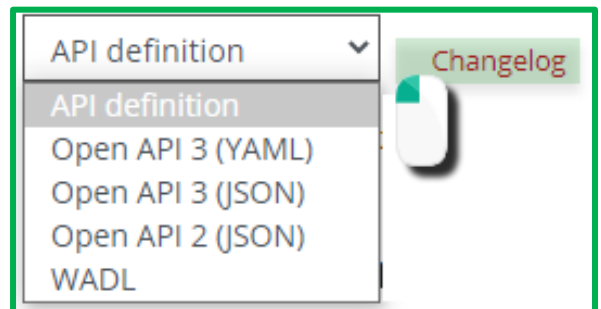 API definition
Changelog
API definition
Open API 3 (YAML)
Open API 3 (JSON)
Open API 2 (JSON)
WADL